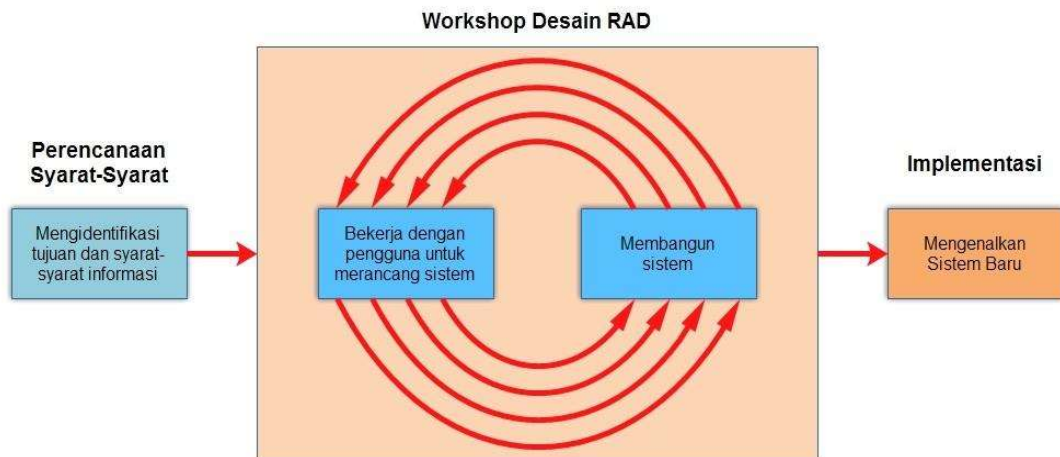 Workshop Desain RAD
Perencanaan
Syarat-Syarat
Mengidentifikasi
tujuan dan syarat-
syarat informasi
Bekerja dengan
pengguna untuk
merancang sistem
Membangun
sistem
Implementasi
Mengenalkan
Sistem Baru